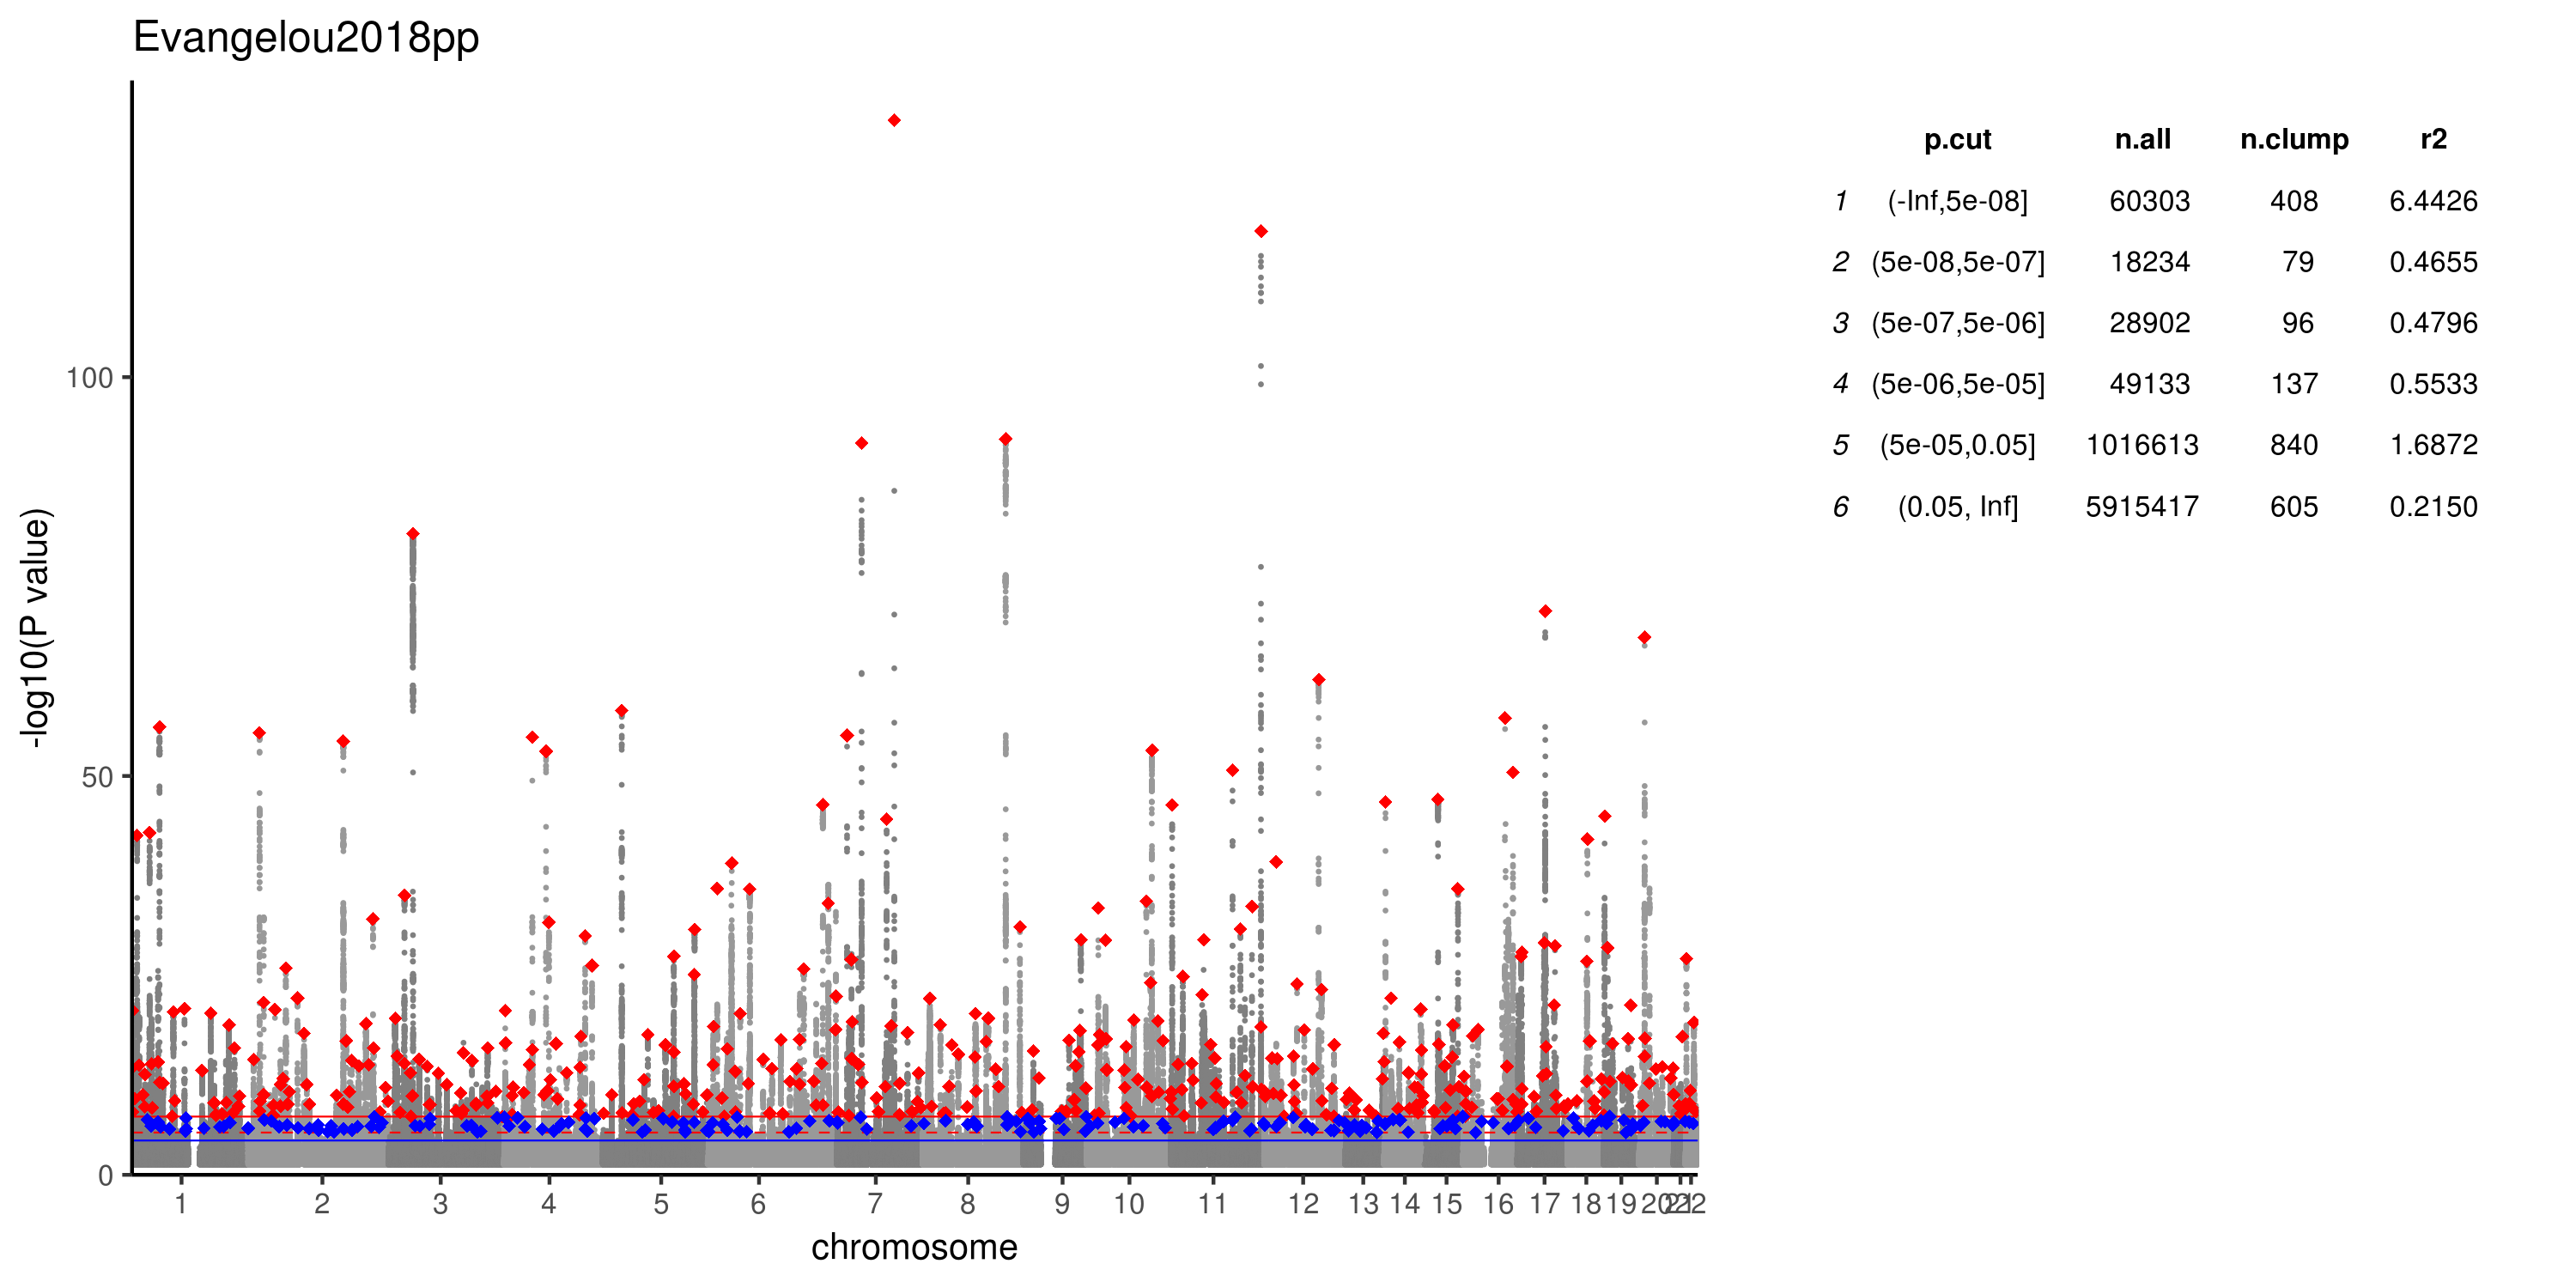 Evangelou2018pp
p.cut n.all n.clump r2
1 (-Inf,5e-08] 60303 408 6.4426
2 (5e-08,5e-07] 18234 79 0.4655
3 (5e-07,5e-06] 28902 96 0.4796
4 (5e-06,5e-05] 49133 137 0.5533
5 (5e-05,0.05] 1016613 840 1.6872
6 (0.05, Inf] 5915417 605 0.2150
-log10(P value)
100
50
0
1 2 3 4 5 6 7 8 9 10 11 12 13 14 15 16 17 18 19 20 21 22
chromosome